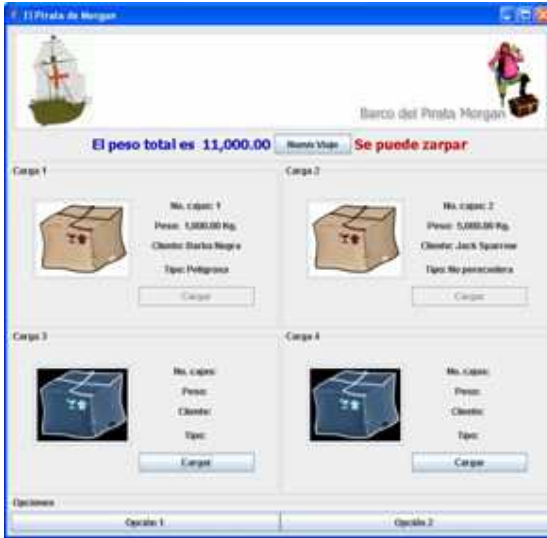 El Pirata de Morgan
Barco del Pirata Morgan
El peso total es 11,000.00 Nuevo Viaje Se puede zarpar
Carga 1
No. cajas: 1
Peso: 1,000.00 Kg.
Cliente: Barba Negra
Tipo: Peligrosa
Cargar
Carga 2
No. cajas: 2
Peso: 5,000.00 Kg.
Cliente: Jack Sparrow
Tipo: No perecedera
Cargar
Carga 3
No. cajas:
Peso:
Cliente:
Tipo:
Cargar
Carga 4
No. cajas:
Peso:
Cliente:
Tipo:
Cargar
Opciones
Opción 1
Opción 2